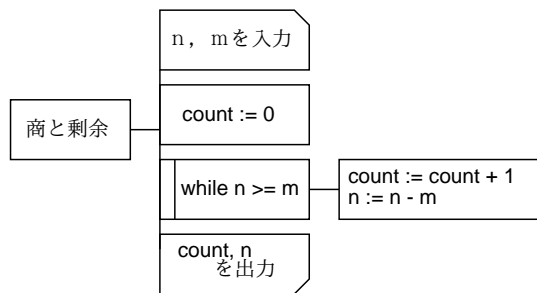 n，mを入力
商と剰余
count := 0
while n >= m
count := count + 1
n := n - m
count, n
を出力